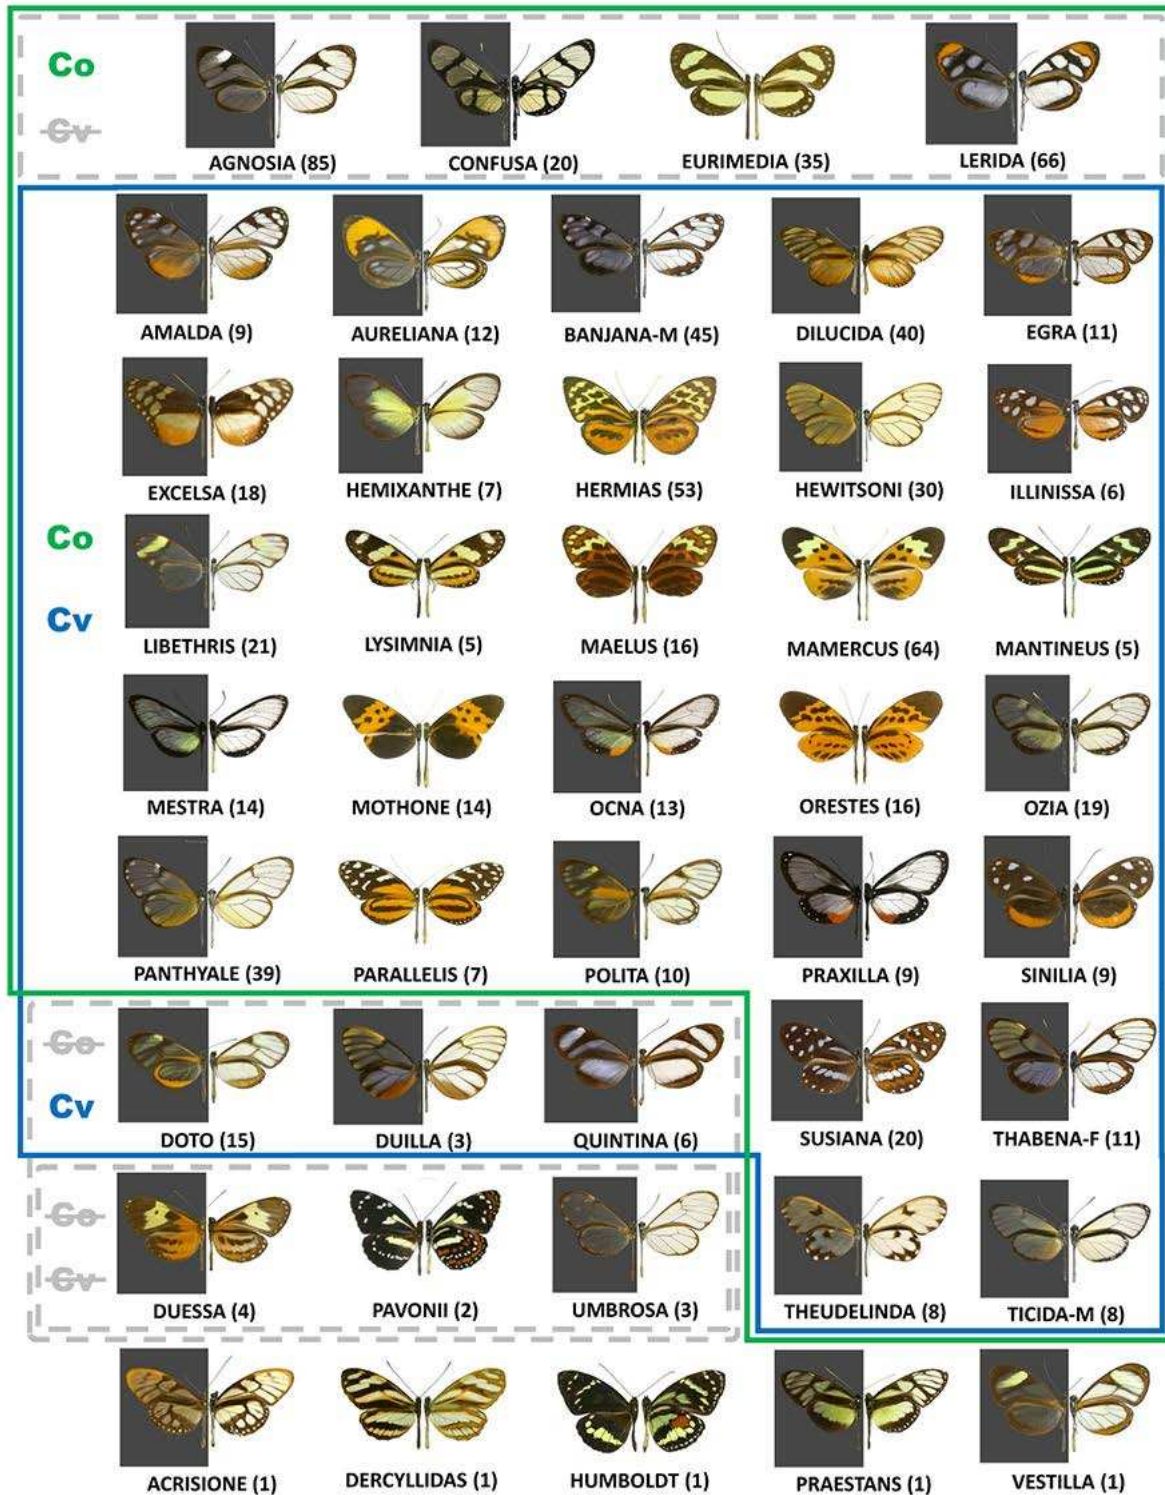 Co
Cv
AGNOSIA (85) CONFUSA (20) EURIMEDIA (35) LERIDA (66)
AMALDA (9) AURELIANA (12) BANJANA-M (45) DILUCIDA (40) EGRA (11)
EXCELSA (18) HEMIXANTHE (7) HERMIAS (53) HEWITSONI (30) ILLINISSA (6)
Co
Cv
LIBETHRIS (21) LYSIMNIA (5) MAELUS (16) MAMERCUS (64) MANTINEUS (5)
MESTRA (14) MOTHONE (14) OCNA (13) ORESTES (16) OZIA (19)
PANTHYALE (39) PARALLELIS (7) POLITA (10) PRAXILLA (9) SINILIA (9)
Co
Cv
DOTO (15) DUILLA (3) QUINTINA (6) SUSIANA (20) THABENA-F (11)
Co
Cv
DUESSA (4) PAVONII (2) UMBROSA (3) THEUDELINDA (8) TICIDA-M (8)
ACRISIONE (1) DERCYLLIDAS (1) HUMBOLDT (1) PRAESTANS (1) VESTILLA (1)